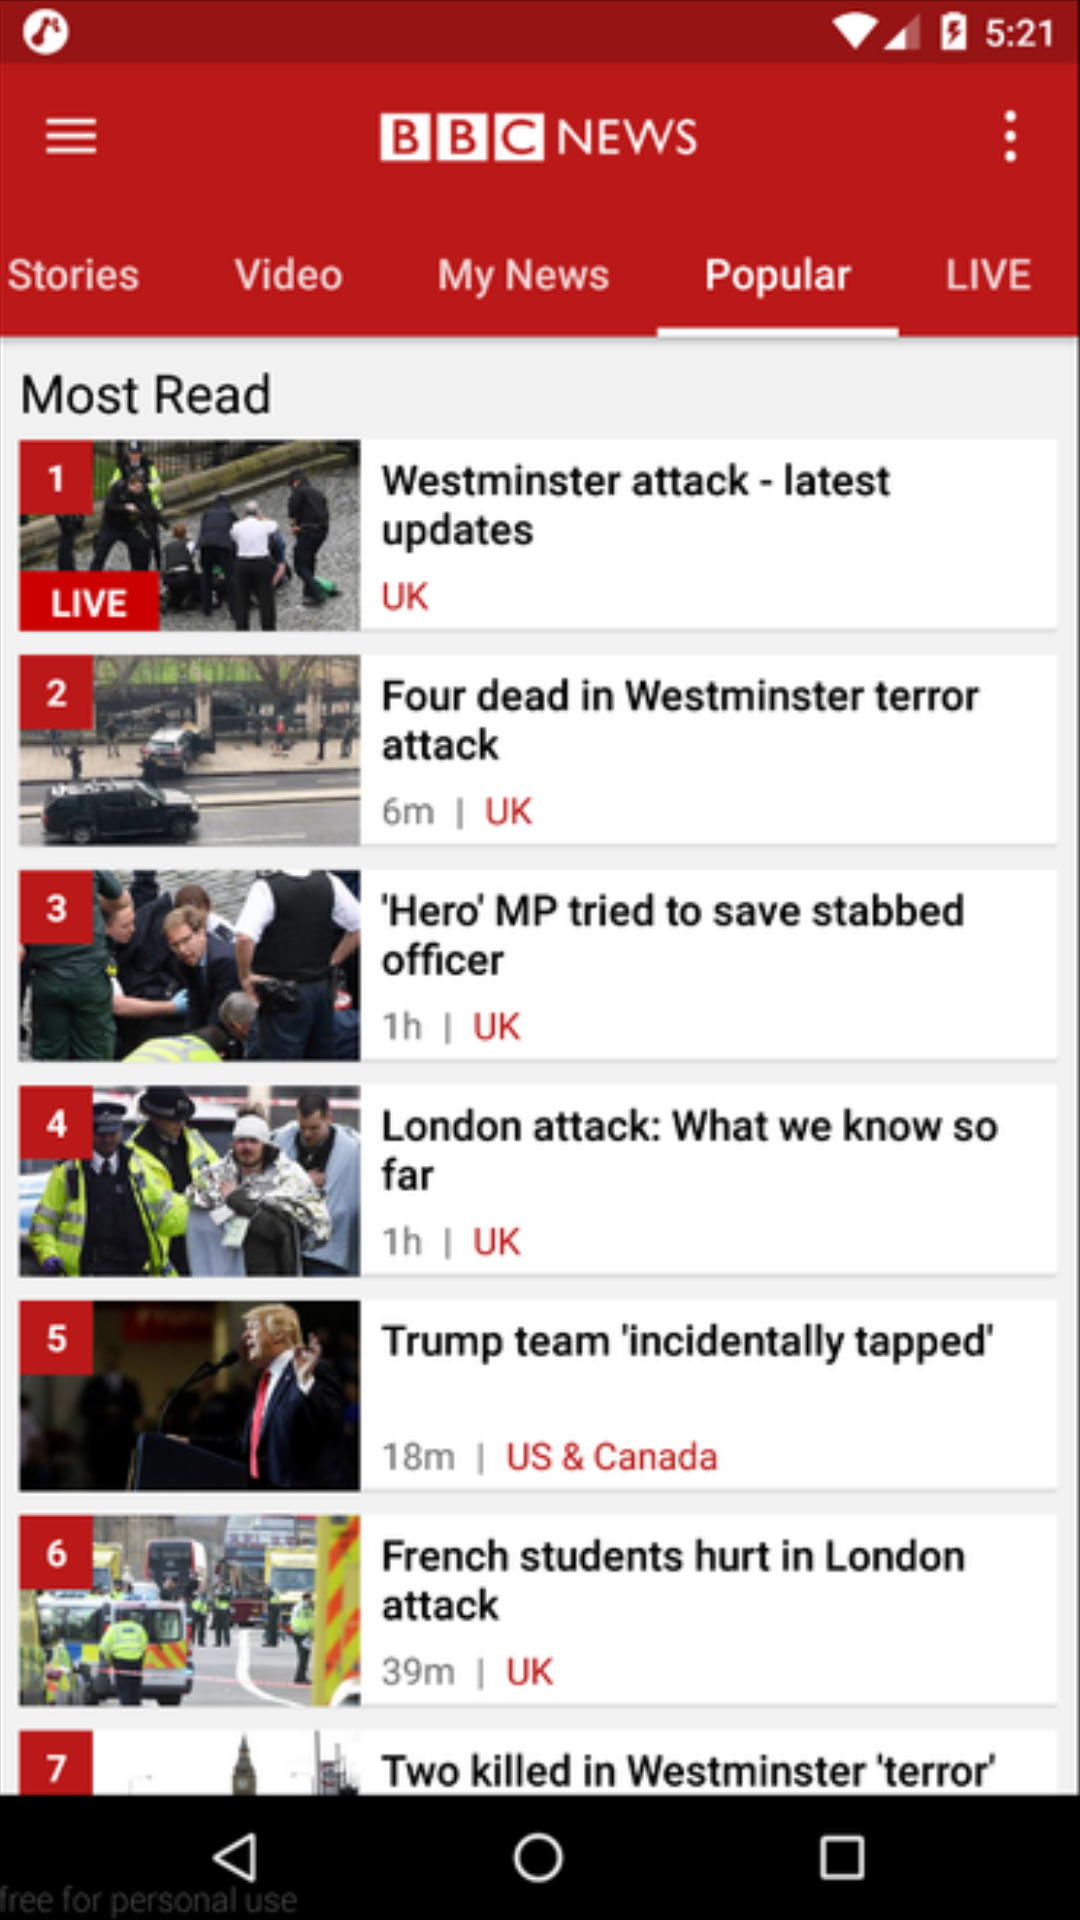 5:21
BBC NEWS
Stories Video My News Popular LIVE
Most Read
1
Westminster attack - latest
updates
LIVE
UK
2
Four dead in Westminster terror
attack
6m | UK
3
'Hero' MP tried to save stabbed
officer
1h | UK
4
London attack: What we know so
far
1h | UK
5
Trump team 'incidentally tapped'
18m | US & Canada
6
French students hurt in London
attack
39m | UK
7
Two killed in Westminster 'terror'
free for personal use